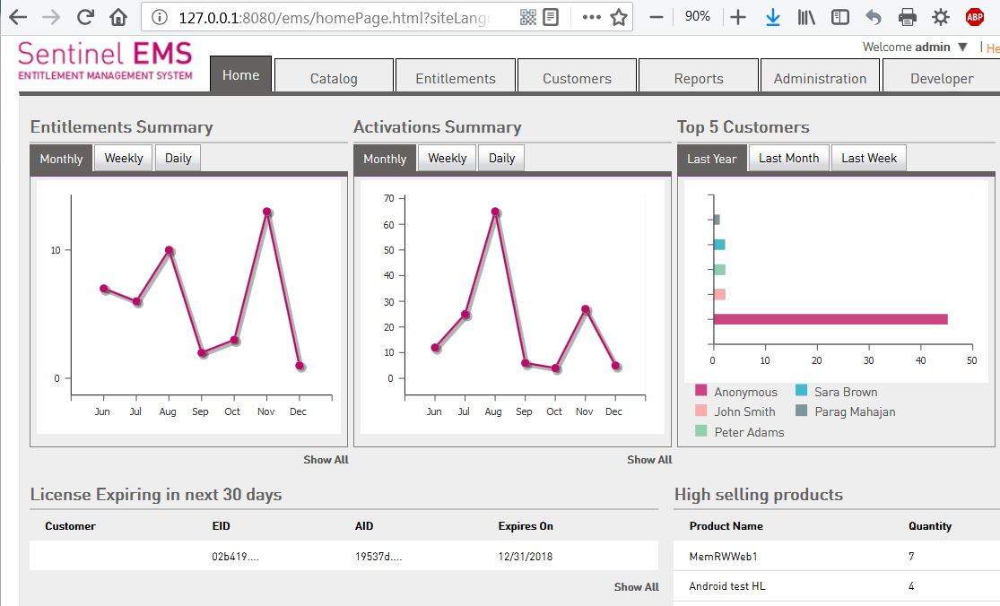 127.0.0.1:8080/ems/homePage.html?siteLang
90%
ABP
Sentinel EMS
ENTITLEMENT MANAGEMENT SYSTEM
Welcome admin ▼ | He
Home Catalog Entitlements Customers Reports Administration Developer
Entitlements Summary
Monthly Weekly Daily
10
0
Jun Jul Aug Sep Oct Nov Dec
Show All
Activations Summary
Monthly Weekly Daily
70
60
50
40
30
20
10
0
Jun Jul Aug Sep Oct Nov Dec
Show All
Top 5 Customers
Last Year Last Month Last Week
0 10 20 30 40 50
Anonymous Sara Brown
John Smith Parag Mahajan
Peter Adams
License Expiring in next 30 days
Customer EID AID Expires On
02b419.... 19537d.... 12/31/2018
Show All
High selling products
Product Name Quantity
MemRWWeb1 7
Android test HL 4